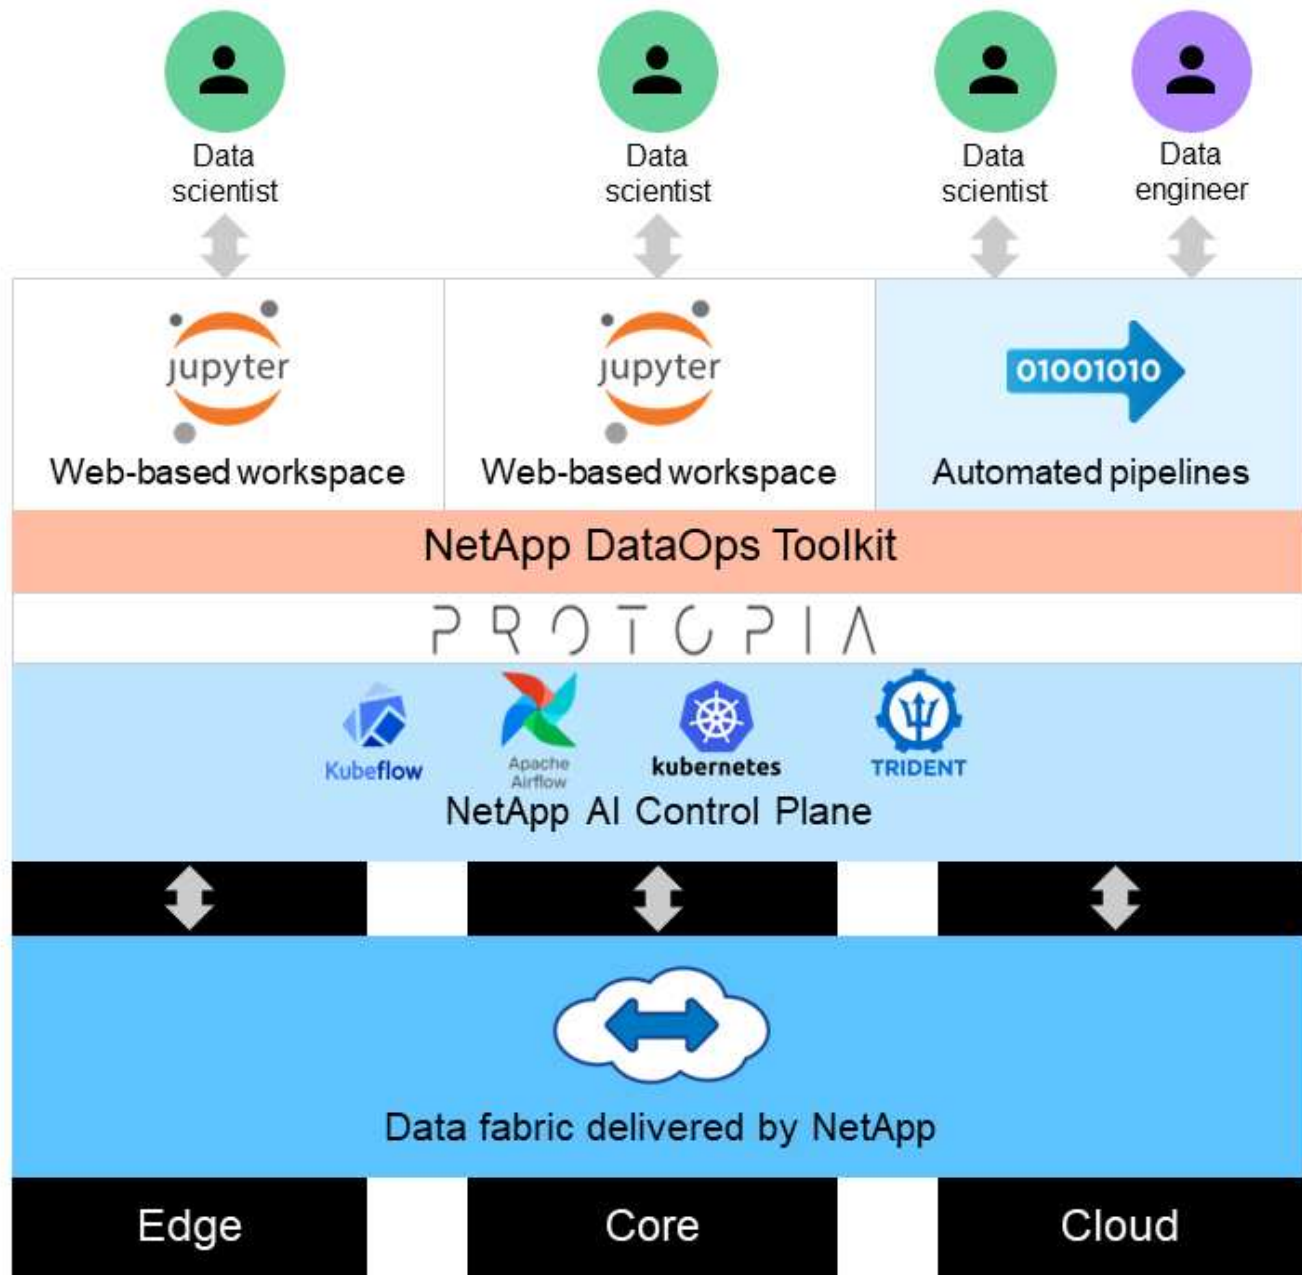 Data
scientist
Data
scientist
Data
scientist
Data
engineer
jupyter
Web-based workspace
jupyter
Web-based workspace
01001010
Automated pipelines
NetApp DataOps Toolkit
PROTOPIA
Kubeflow
Apache
Airflow
kubernetes
TRIDENT
NetApp AI Control Plane
Data fabric delivered by NetApp
Edge
Core
Cloud